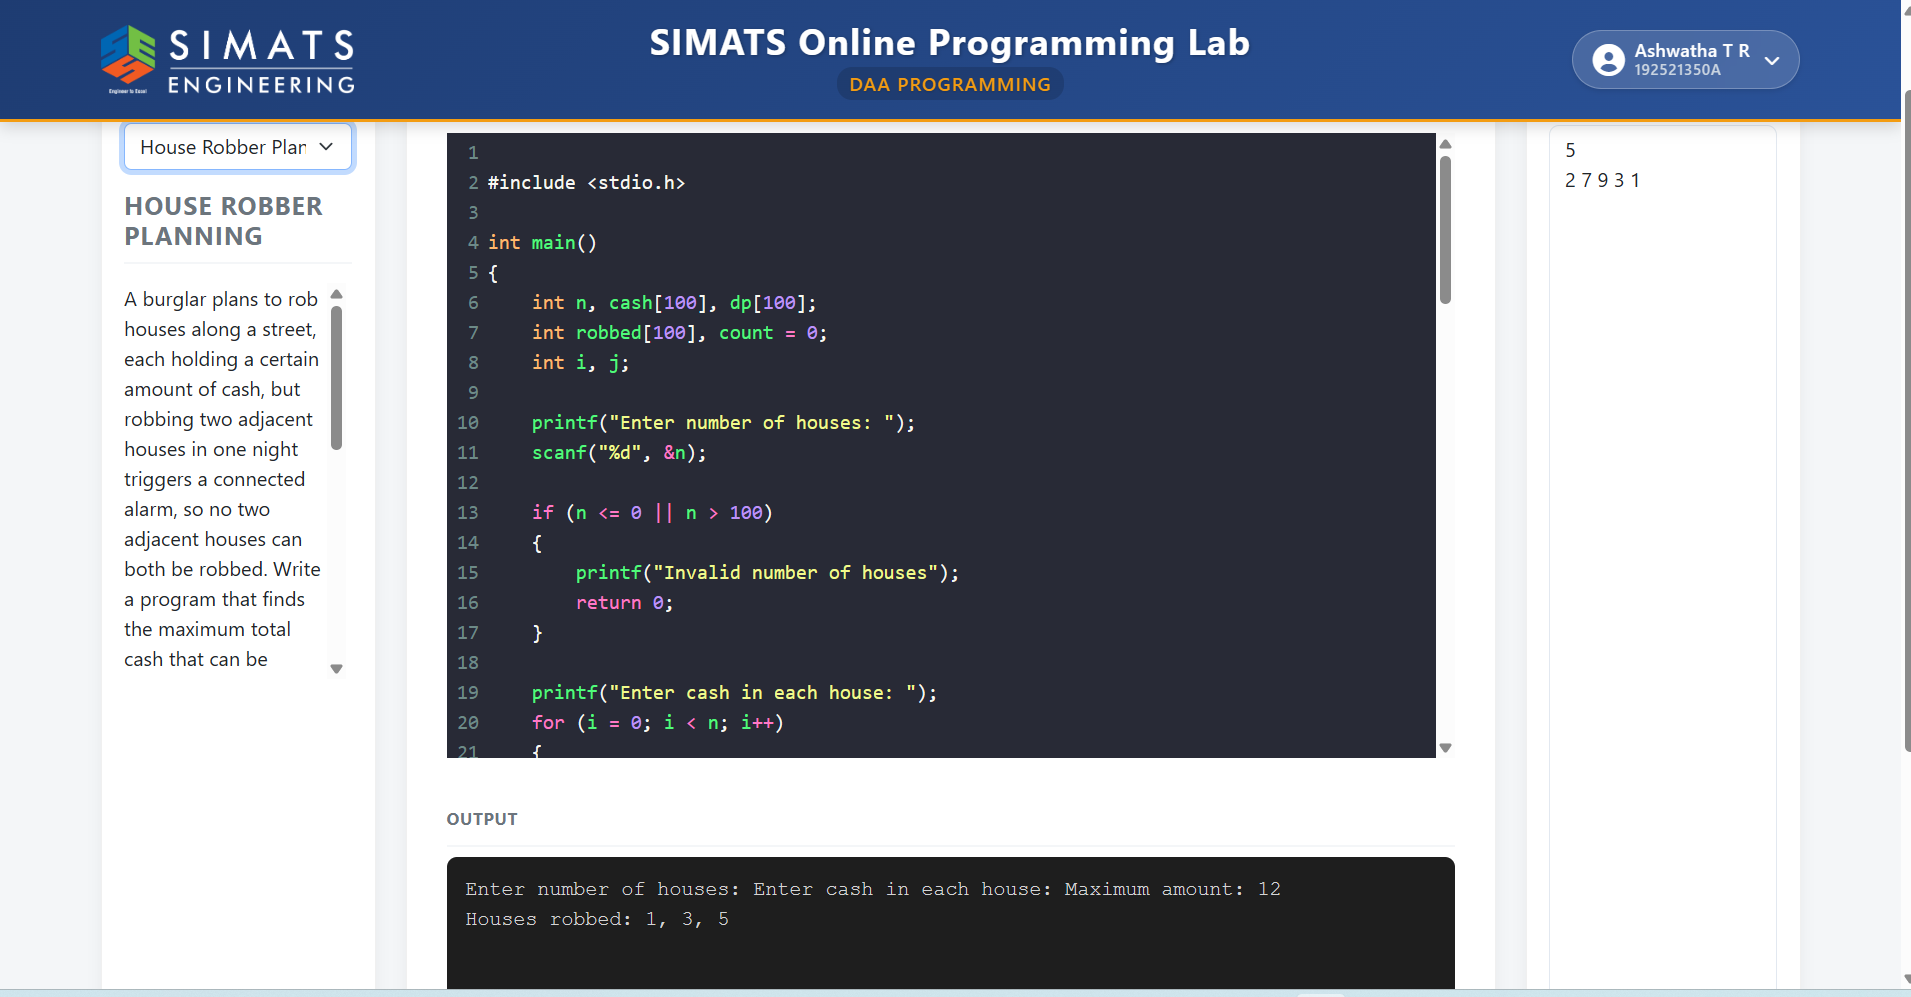 SIMATS
ENGINEERING
Engineer to Excel
SIMATS Online Programming Lab
DAA PROGRAMMING
Ashwatha T R
192521350A
House Robber Plan
HOUSE ROBBER
PLANNING
A burglar plans to rob
houses along a street,
each holding a certain
amount of cash, but
robbing two adjacent
houses in one night
triggers a connected
alarm, so no two
adjacent houses can
both be robbed. Write
a program that finds
the maximum total
cash that can be
1
2 #include <stdio.h>
3
4 int main()
5 {
6     int n, cash[100], dp[100];
7     int robbed[100], count = 0;
8     int i, j;
9
10     printf("Enter number of houses: ");
11     scanf("%d", &n);
12
13     if (n <= 0 || n > 100)
14     {
15         printf("Invalid number of houses");
16         return 0;
17     }
18
19     printf("Enter cash in each house: ");
20     for (i = 0; i < n; i++)
21     {
OUTPUT
Enter number of houses: Enter cash in each house: Maximum amount: 12
Houses robbed: 1, 3, 5
5
2 7 9 3 1